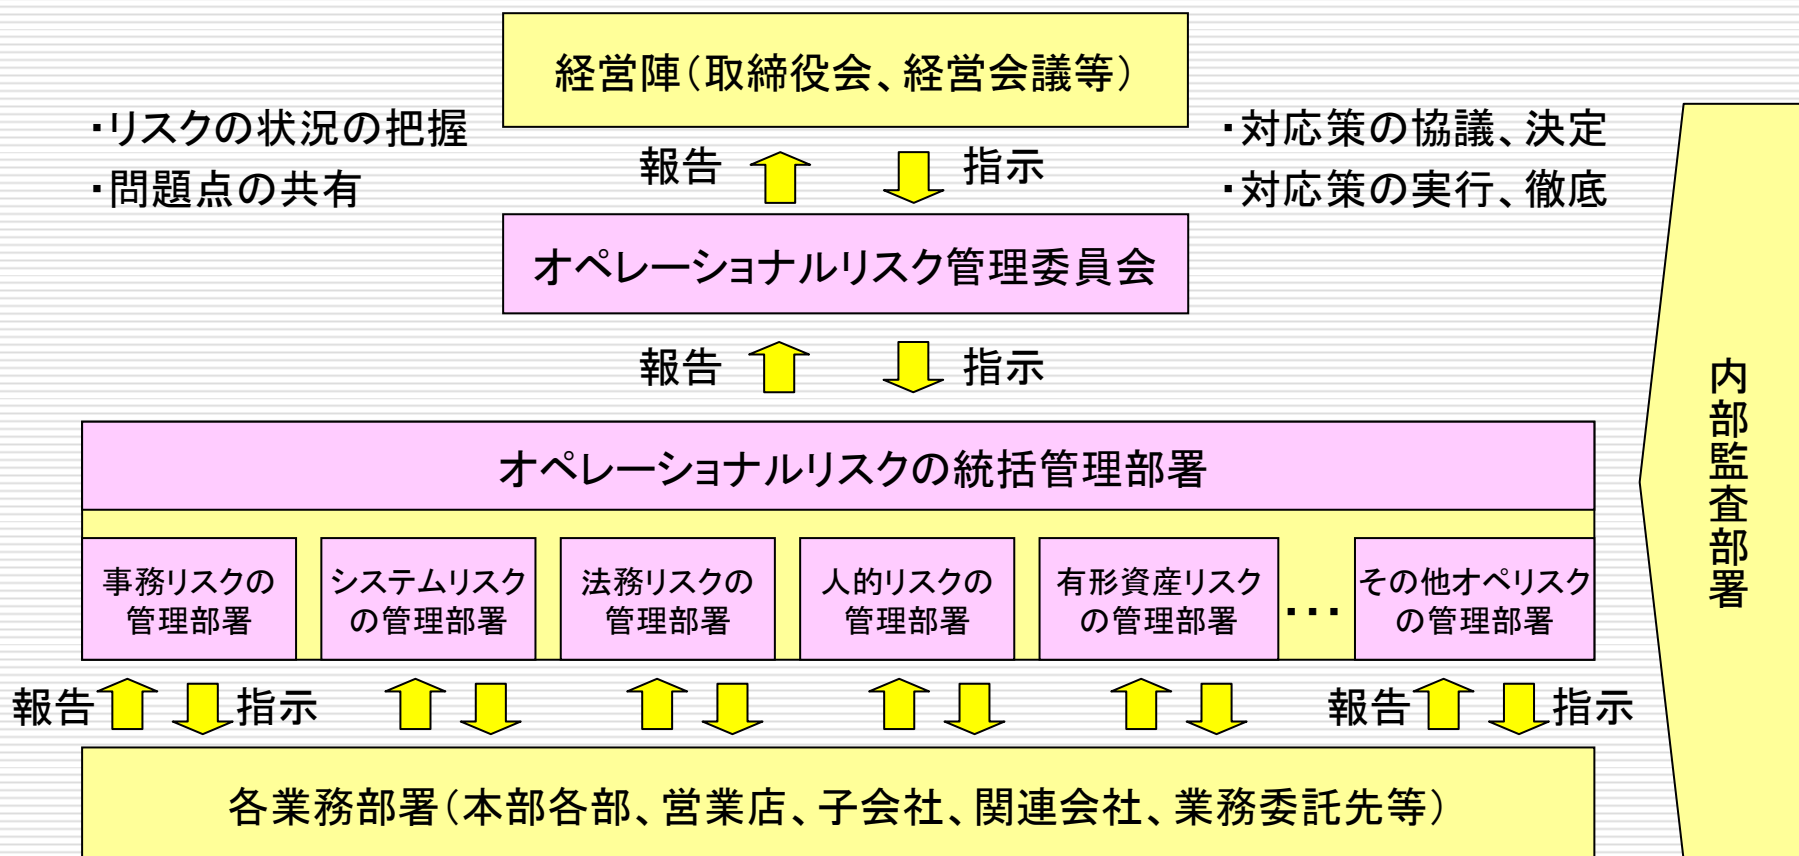 経営陣(取締役会、経営会議等)
・リスクの状況の把握
・問題点の共有
・対応策の協議、決定
・対応策の実行、徹底
報告
指示
オペレーショナルリスク管理委員会
報告
指示
オペレーショナルリスクの統括管理部署
事務リスクの
管理部署
システムリスク
の管理部署
法務リスクの
管理部署
人的リスクの
管理部署
有形資産リスク
の管理部署
・・・
その他オペリスク
の管理部署
報告
指示
報告
指示
各業務部署(本部各部、営業店、子会社、関連会社、業務委託先等)
内部監査部署